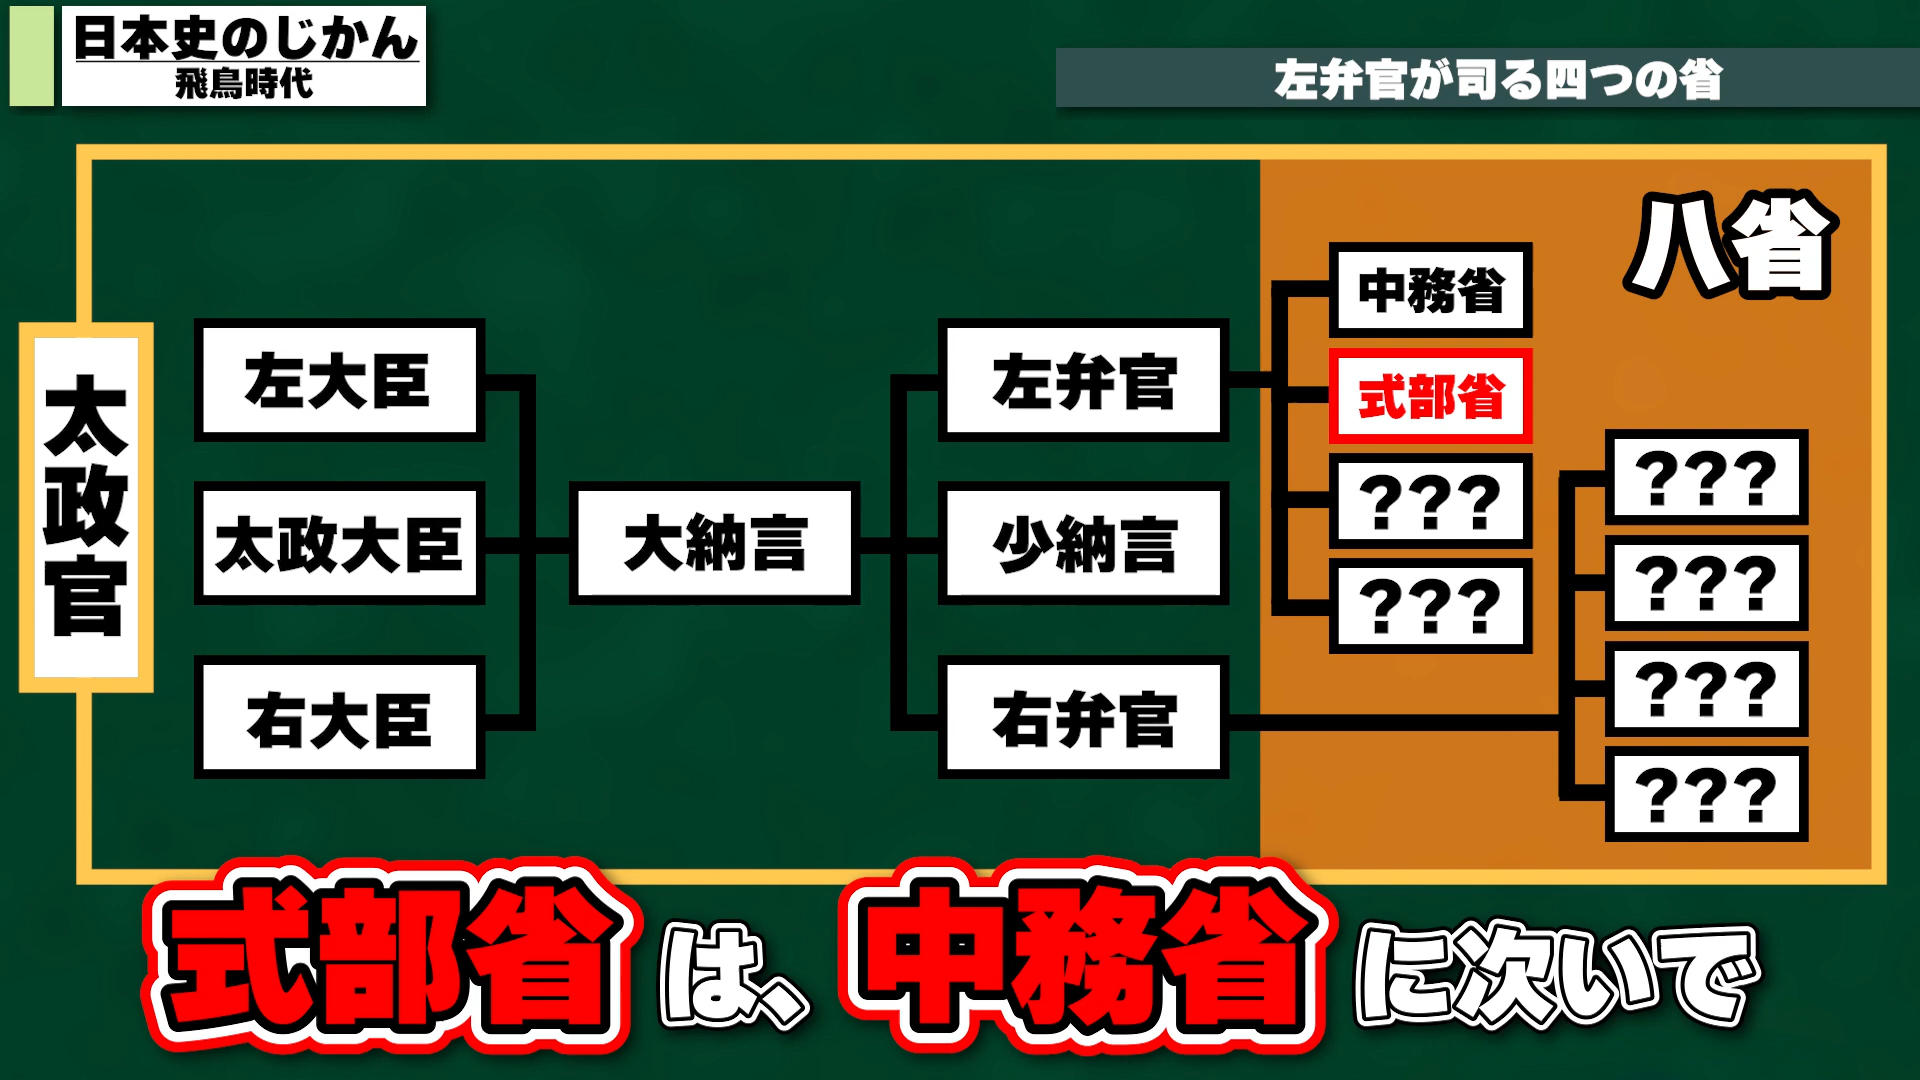 日本史のじかん
飛鳥時代
左弁官が司る四つの省
八省
太政官
左大臣
太政大臣
右大臣
大納言
左弁官
少納言
右弁官
中務省
式部省
???
???
???
???
???
???
式部省は、中務省に次いで